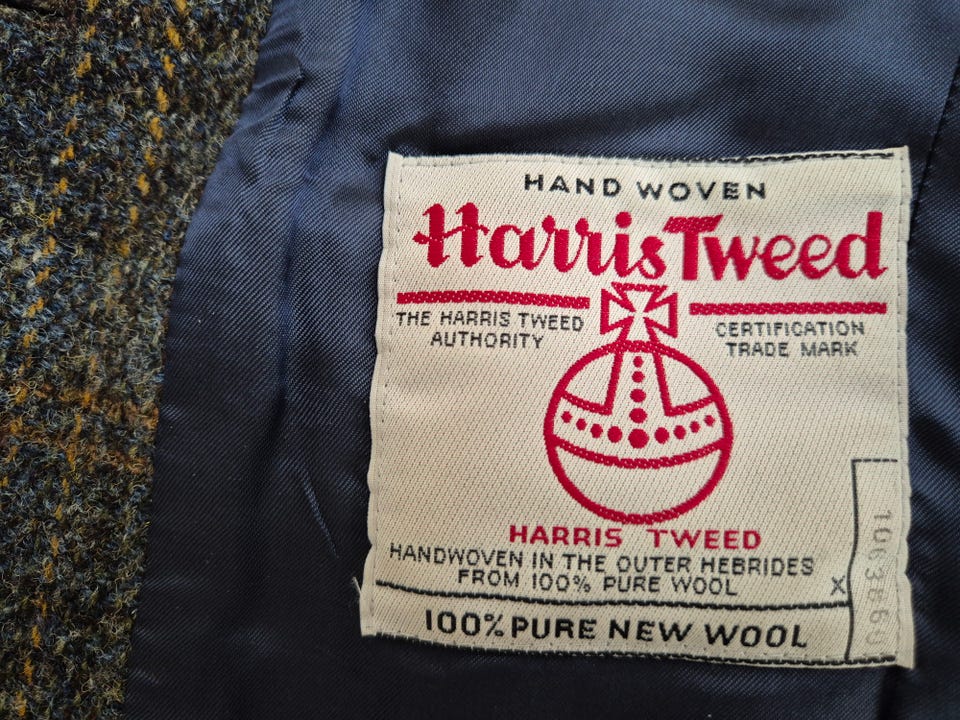 HAND WOVEN
Harris Tweed
THE HARRIS TWEED
AUTHORITY
CERTIFICATION
TRADE MARK
HARRIS TWEED
HANDWOVEN IN THE OUTER HEBRIDES
FROM 100% PURE WOOL
X
100% PURE NEW WOOL